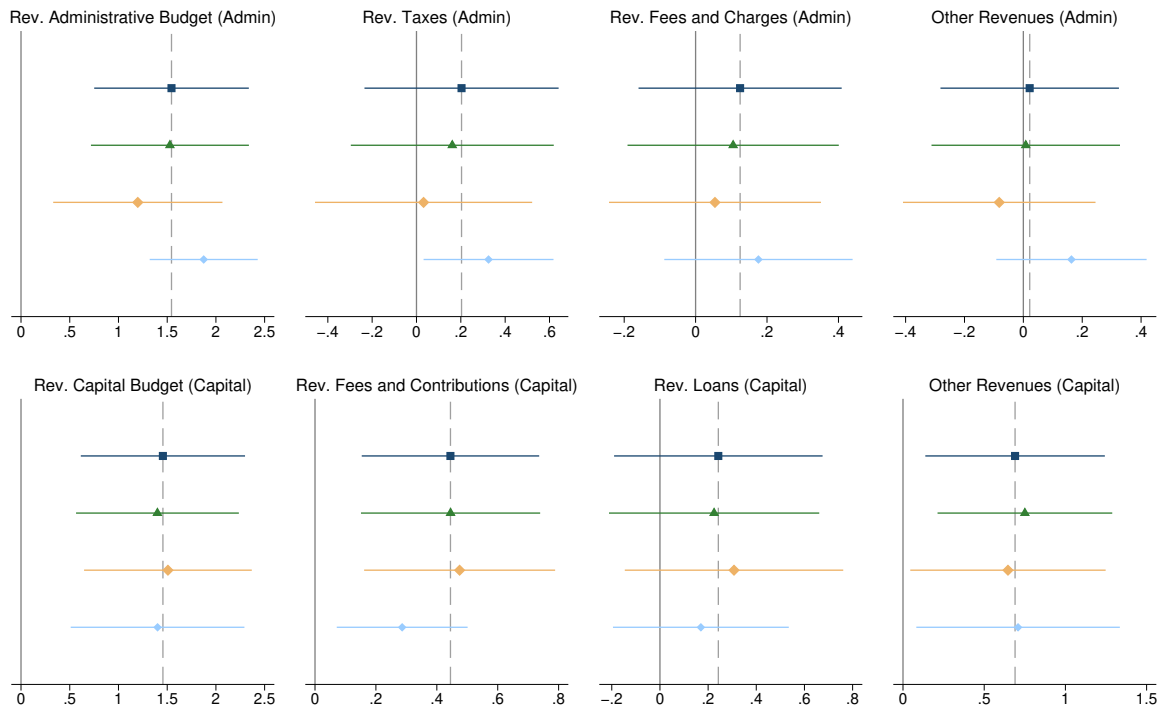 Rev. Administrative Budget (Admin)
Rev. Taxes (Admin)
Rev. Fees and Charges (Admin)
Other Revenues (Admin)
0 .5 1 1.5 2 2.5
−.4 −.2 0 .2 .4 .6
−.2 0 .2 .4
−.4 −.2 0 .2 .4
Rev. Capital Budget (Capital)
Rev. Fees and Contributions (Capital)
Rev. Loans (Capital)
Other Revenues (Capital)
0 .5 1 1.5 2 2.5
0 .2 .4 .6 .8
−.2 0 .2 .4 .6 .8
0 .5 1 1.5